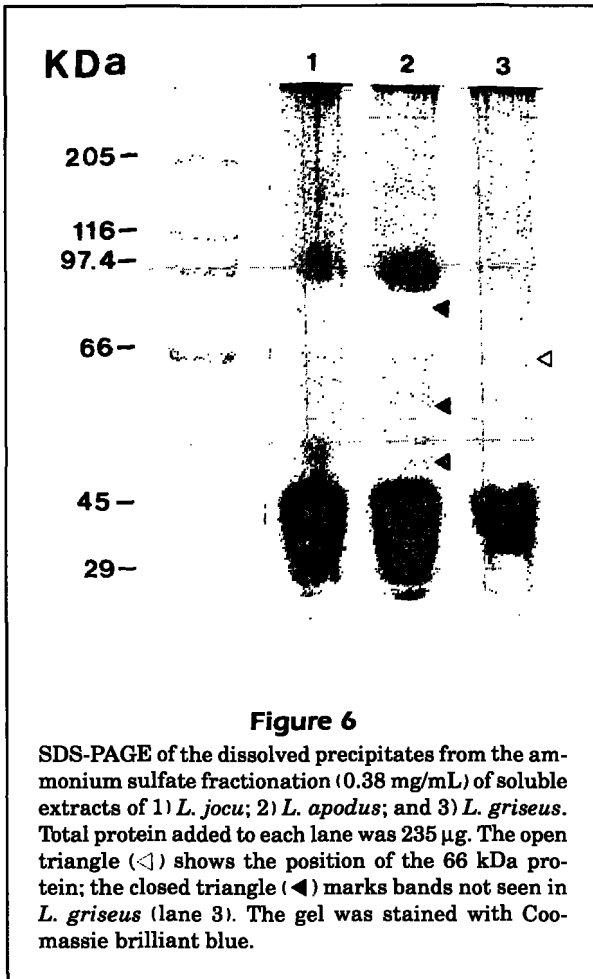 KDa 1 2 3
205–
116–
97.4–
66–
45–
29–
Figure 6
SDS-PAGE of the dissolved precipitates from the am-
monium sulfate fractionation (0.38 mg/mL) of soluble
extracts of 1) L. jocu; 2) L. apodus; and 3) L. griseus.
Total protein added to each lane was 235 µg. The open
triangle (◁) shows the position of the 66 kDa pro-
tein; the closed triangle (◀) marks bands not seen in
L. griseus (lane 3). The gel was stained with Coo-
massie brilliant blue.